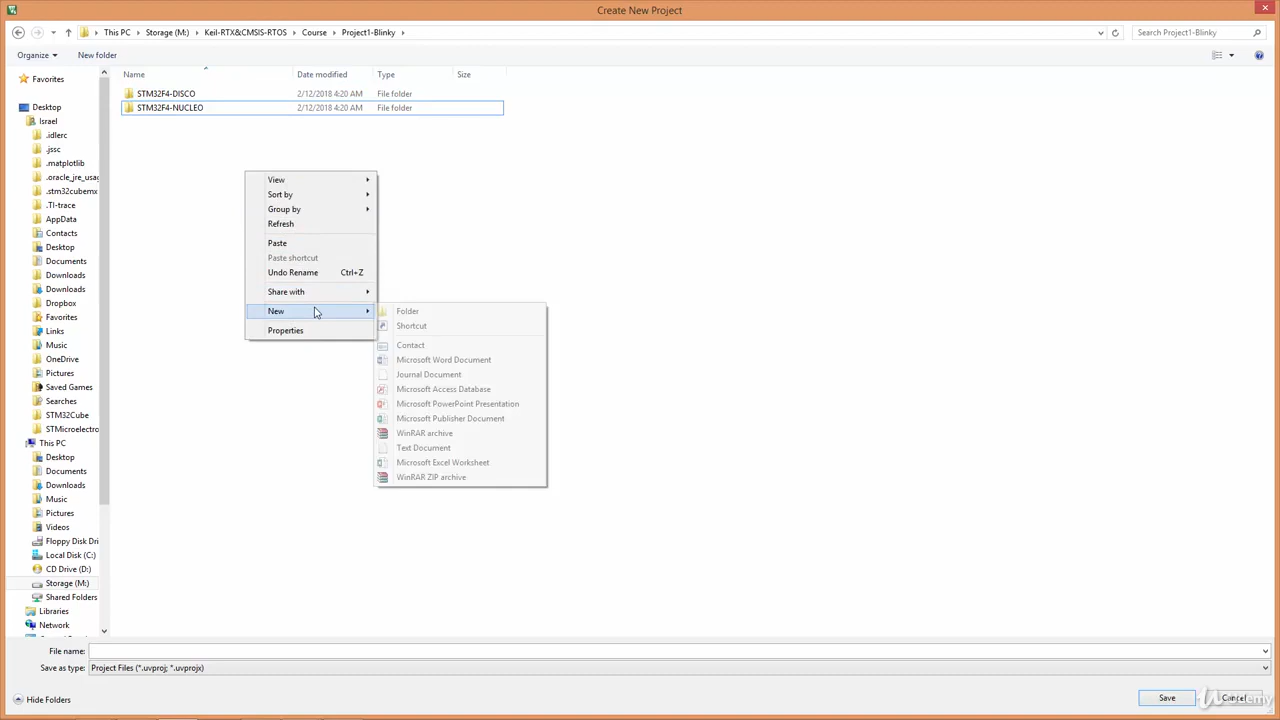 Create New Project
This PC
Storage (M:)
Keil-RTX&CMSIS-RTOS
Course
Project1-Blinky
Search Project1-Blinky
Organize
New folder
Name
Date modified
Type
Size
STM32F4-DISCO 2/12/2018 4:20 AM File folder
STM32F4-NUCLEO 2/12/2018 4:20 AM File folder
Favorites
Desktop
Israel
.idlerc
.jssc
.matplotlib
.oracle_jre_usag
.stm32cubemx
.TI-trace
AppData
Contacts
Desktop
Documents
Downloads
Downloads
Dropbox
Favorites
Links
Music
OneDrive
Pictures
Saved Games
Searches
STM32Cube
STMicroelectro
This PC
Desktop
Documents
Downloads
Music
Pictures
Videos
Floppy Disk Dri
Local Disk (C:)
CD Drive (D:)
Storage (M:)
Shared Folders
Libraries
Network
View
Sort by
Group by
Refresh
Paste
Paste shortcut
Undo Rename Ctrl+Z
Share with
New
Properties
Folder
Shortcut
Contact
Microsoft Word Document
Journal Document
Microsoft Access Database
Microsoft PowerPoint Presentation
Microsoft Publisher Document
WinRAR archive
Text Document
Microsoft Excel Worksheet
WinRAR ZIP archive
File name:
Save as type: Project Files (*.uvproj; *.uvprojx)
Hide Folders
Save
Cancel
Udemy